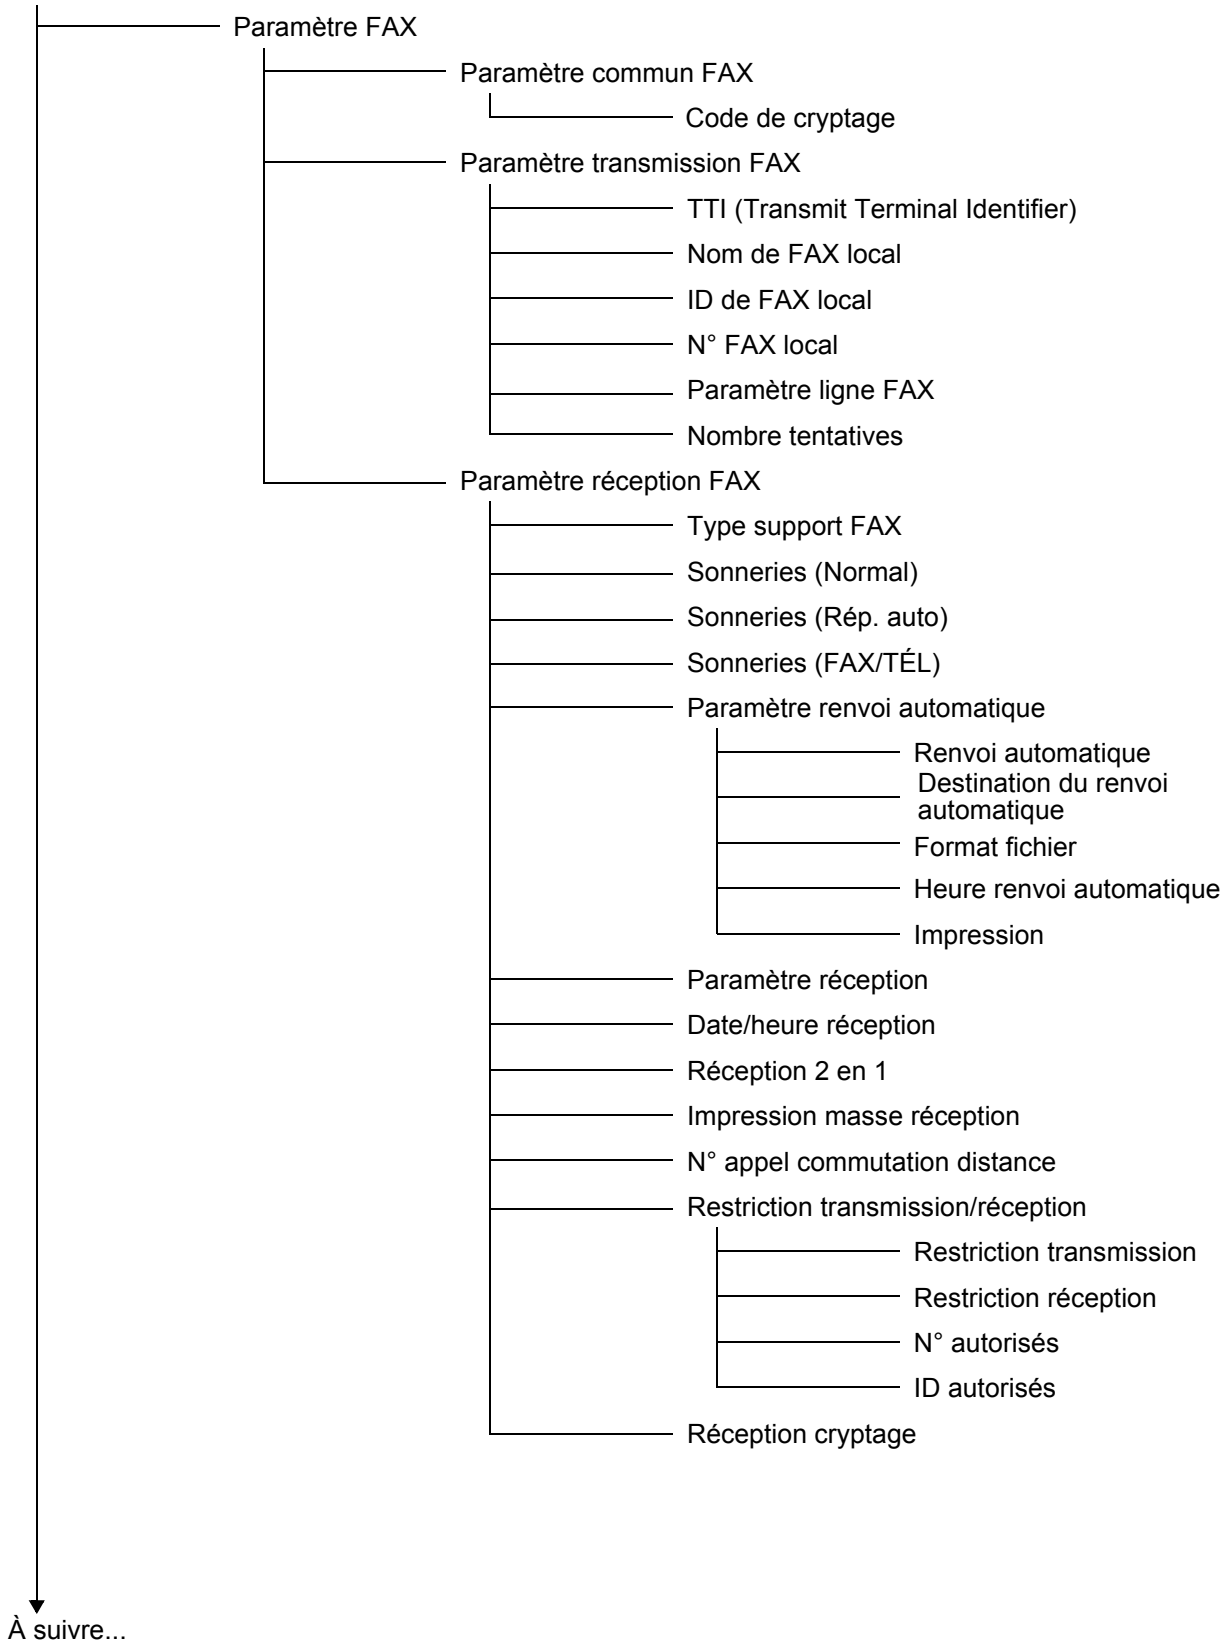 Paramètre FAX
Paramètre commun FAX
Code de cryptage
Paramètre transmission FAX
TTI (Transmit Terminal Identifier)
Nom de FAX local
ID de FAX local
N° FAX local
Paramètre ligne FAX
Nombre tentatives
Paramètre réception FAX
Type support FAX
Sonneries (Normal)
Sonneries (Rép. auto)
Sonneries (FAX/TÉL)
Paramètre renvoi automatique
Renvoi automatique
Destination du renvoi
automatique
Format fichier
Heure renvoi automatique
Impression
Paramètre réception
Date/heure réception
Réception 2 en 1
Impression masse réception
N° appel commutation distance
Restriction transmission/réception
Restriction transmission
Restriction réception
N° autorisés
ID autorisés
Réception cryptage
À suivre...